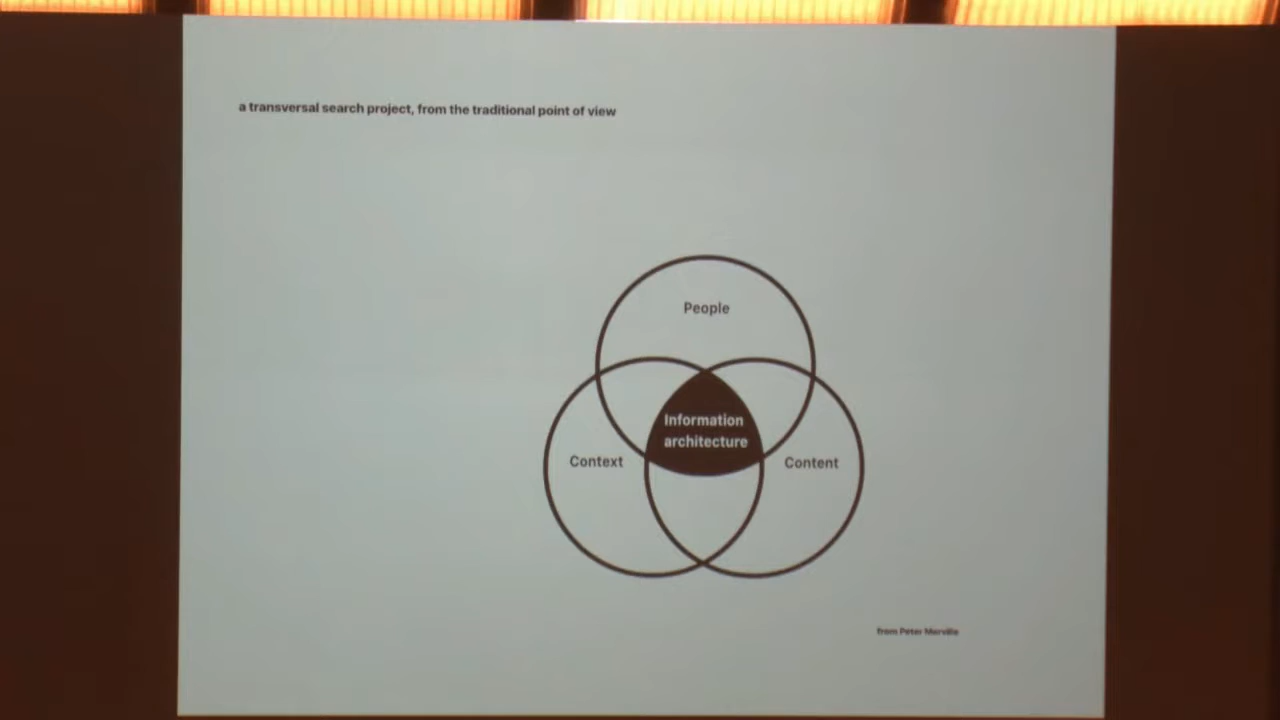 a transversal search project, from the traditional point of view
People
Information
architecture
Context
Content
from Peter Morville